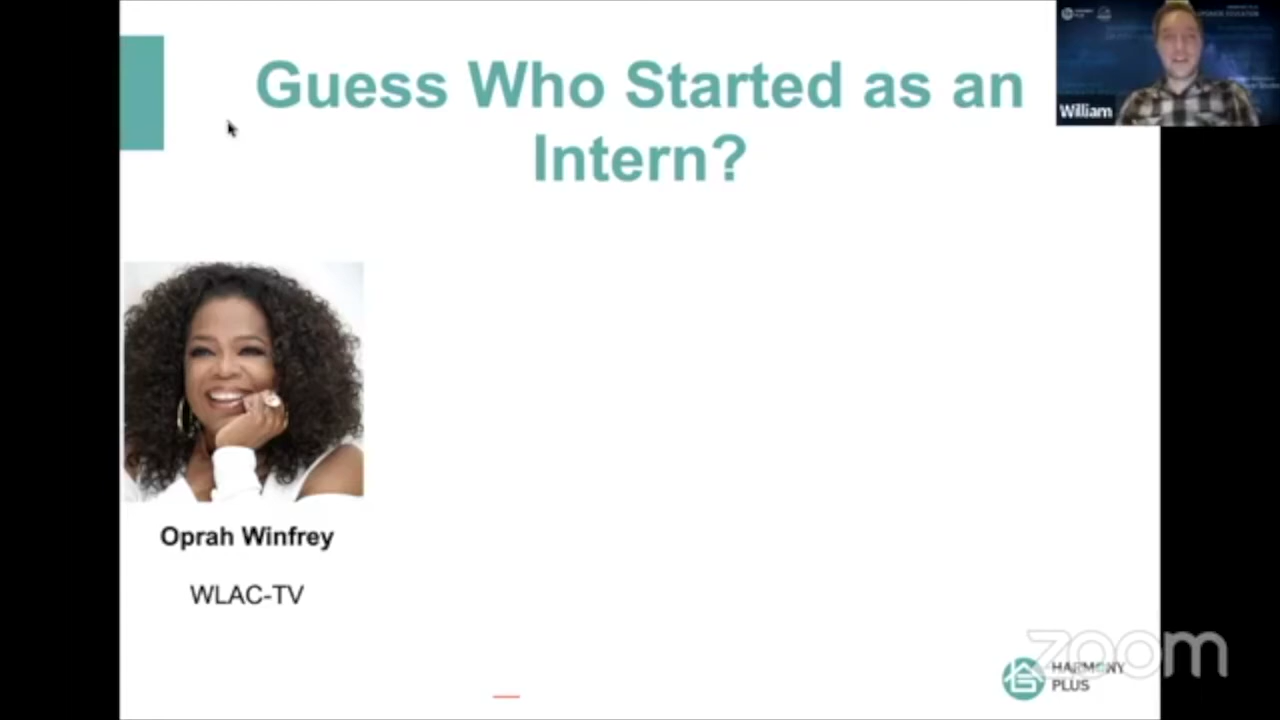 Guess Who Started as an
Intern?
William
Oprah Winfrey
WLAC-TV
zoom
HARMONY
PLUS